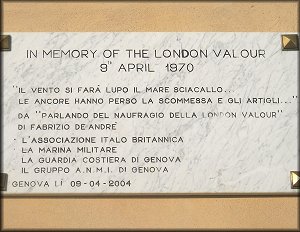 IN MEMORY OF THE LONDON VALOUR
9th APRIL 1970
"IL VENTO SI FARÁ LUPO IL MARE SCIACALLO...
LE ANCORE HANNO PERSO LA SCOMMESSA E GLI ARTIGLI..."
DA "PARLANDO DEL NAUFRAGIO DELLA LONDON VALOUR"
DI FABRIZIO DE ANDRE'
• L'ASSOCIAZIONE ITALO BRITANNICA
• LA MARINA MILITARE
• LA GUARDIA COSTIERA DI GENOVA
• IL GRUPPO A.N.M.I. DI GENOVA
GENOVA LÍ 09-04-2004